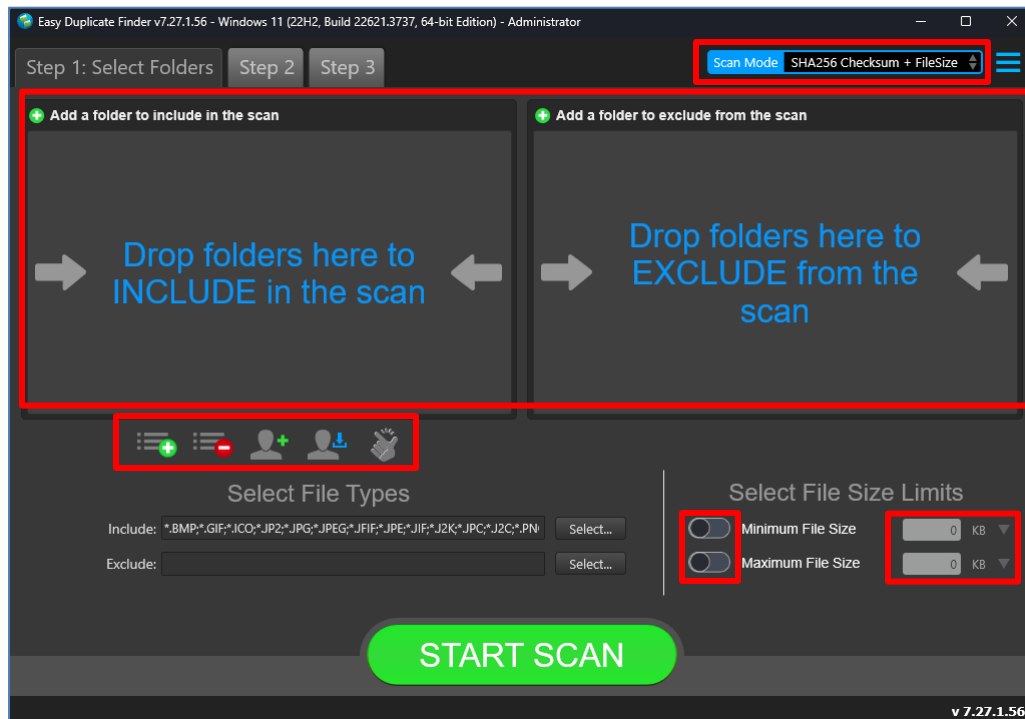 Easy Duplicate Finder v7.27.1.56 - Windows 11 (22H2, Build 22621.3737, 64-bit Edition) - Administrator
Step 1: Select Folders Step 2 Step 3 Scan Mode SHA256 Checksum + FileSize
Add a folder to include in the scan Add a folder to exclude from the scan
Drop folders here to
INCLUDE in the scan
Drop folders here to
EXCLUDE from the
scan
Select File Types
Include: *.BMP;*.GIF;*.ICO;*.JP2;*.JPG;*.JPEG;*.JFIF;*.JPE;*.JIF;*.J2K;*.JPC;*.J2C;*.PN Select...
Exclude: Select...
Select File Size Limits
Minimum File Size 0 KB
Maximum File Size 0 KB
START SCAN
v 7.27.1.56